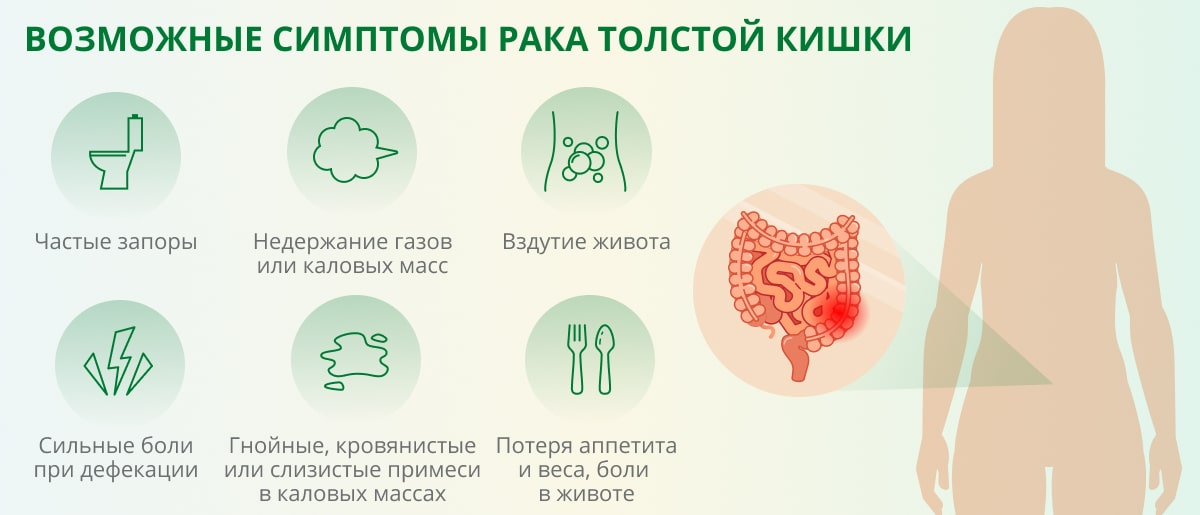 ВОЗМОЖНЫЕ СИМПТОМЫ РАКА ТОЛСТОЙ КИШКИ
Частые запоры
Недержание газов
или каловых масс
Вздутие живота
Сильные боли
при дефекации
Гнойные, кровянистые
или слизистые примеси
в каловых массах
Потеря аппетита
и веса, боли
в животе